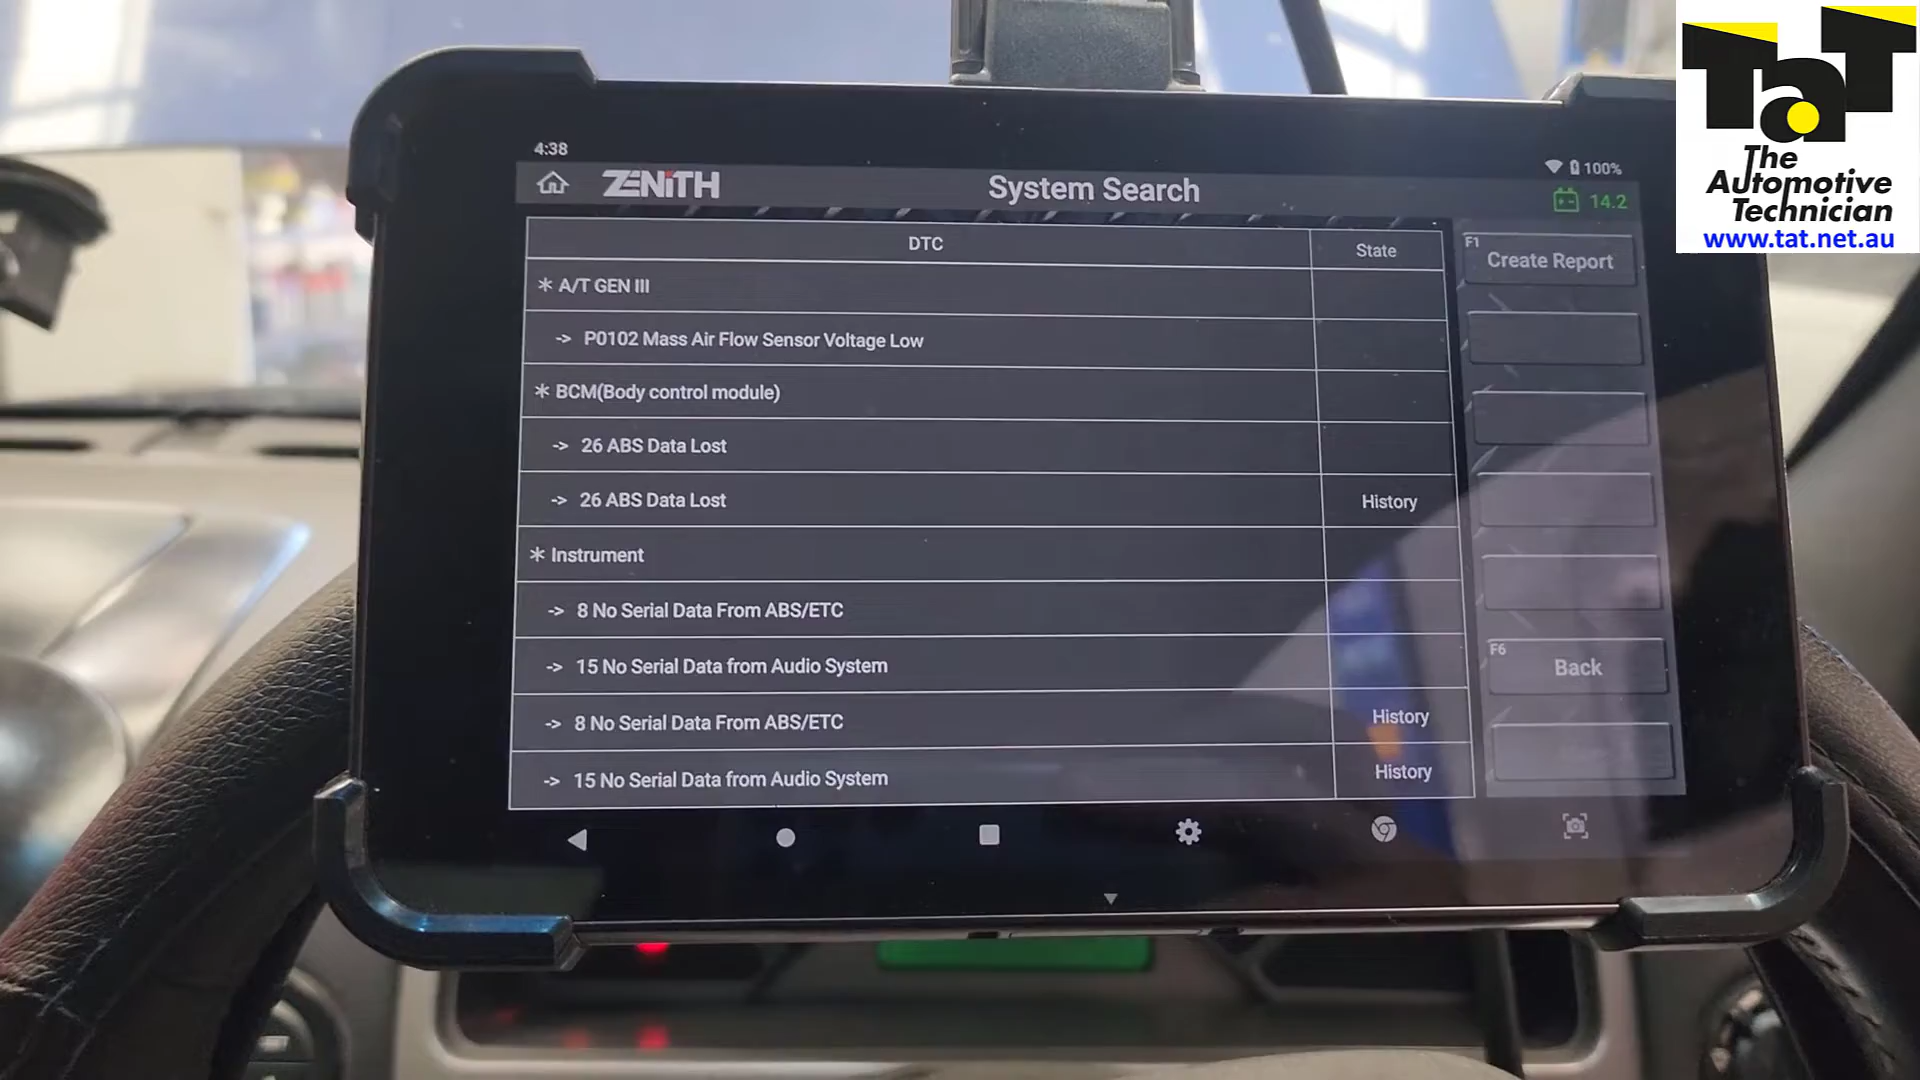 4:38
100%
ZENITH
System Search
14.2
DTC
State
* A/T GEN III
-> P0102 Mass Air Flow Sensor Voltage Low
* BCM(Body control module)
-> 26 ABS Data Lost
-> 26 ABS Data Lost
History
* Instrument
-> 8 No Serial Data From ABS/ETC
-> 15 No Serial Data from Audio System
-> 8 No Serial Data From ABS/ETC
History
-> 15 No Serial Data from Audio System
History
F1
Create Report
F6
Back
TaT
The
Automotive
Technician
www.tat.net.au